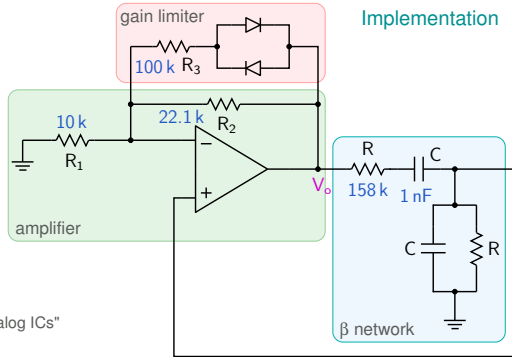 gain limiter
Implementation
100 k
R3
10 k
22.1 k
R2
R1
−
+
Vo
R
C
158 k
1 nF
C
R
amplifier
β network
alog ICs"